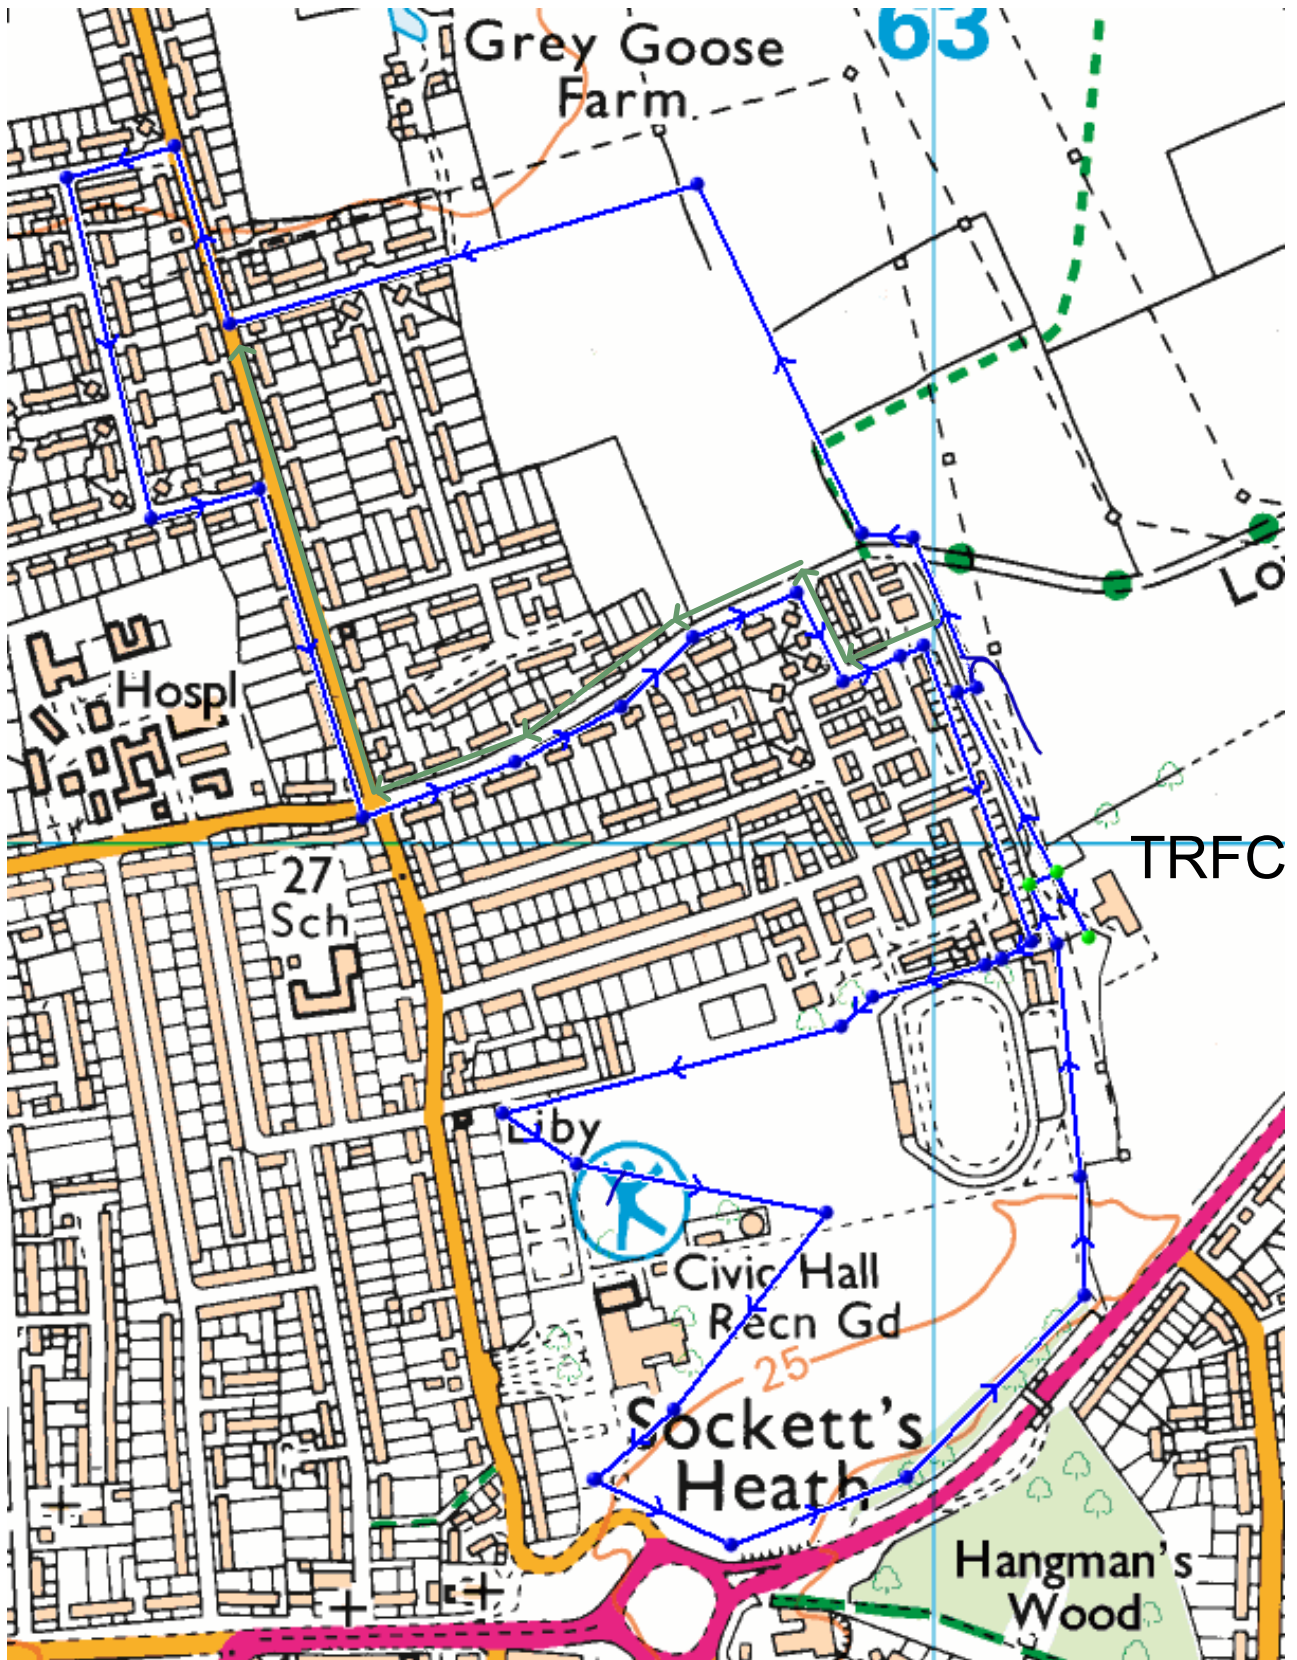 63
Grey Goose
Farm
Lo
Hospl
TRFC
27
Sch
Liby
Civic Hall
Recn Gd
25
Sockett's
Heath
Hangman's
Wood